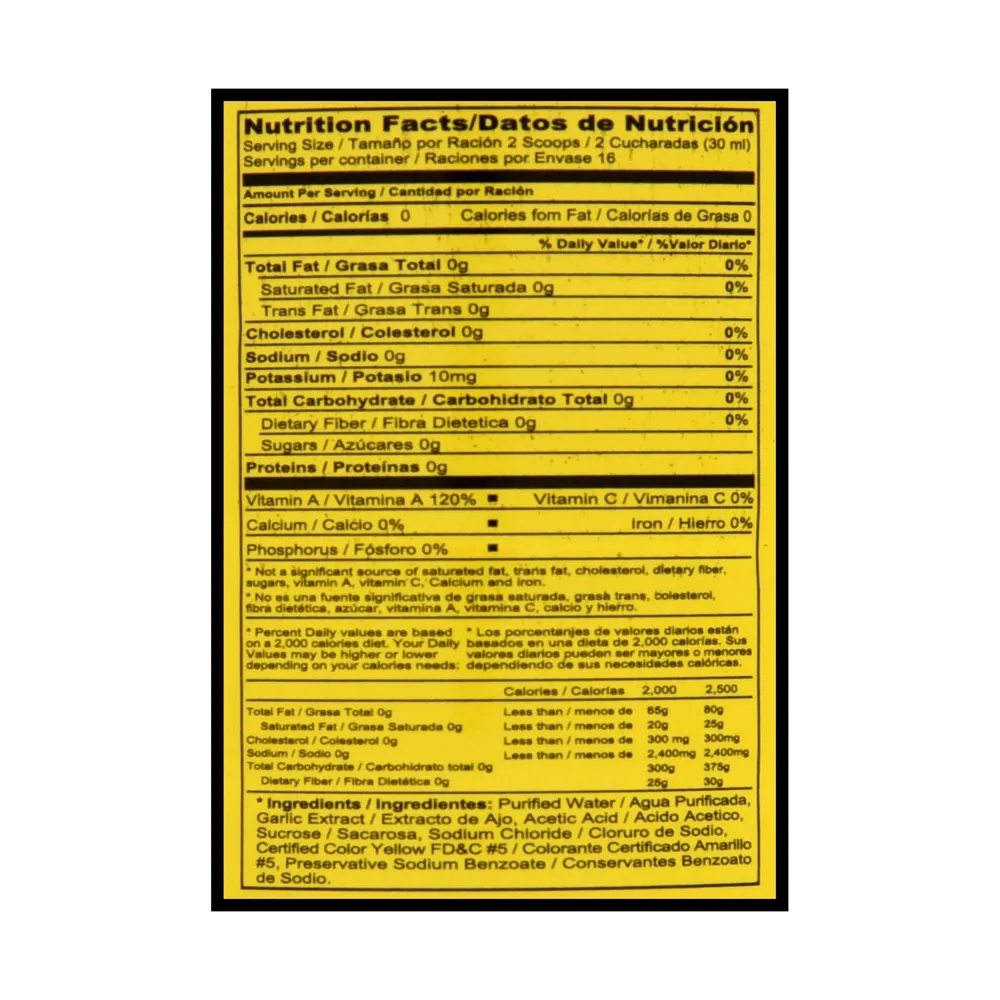 Nutrition Facts/Datos de Nutrición
Serving Size / Tamaño por Ración 2 Scoops / 2 Cucharadas (30 ml)
Servings per container / Raciones por Envase 16
Amount Per Serving / Cantidad por Ración
Calories / Calorías 0 Calories fom Fat / Calorías de Grasa 0
% Daily Value* / %Valor Diario*
Total Fat / Grasa Total 0g 0%
Saturated Fat / Grasa Saturada 0g 0%
Trans Fat / Grasa Trans 0g
Cholesterol / Colesterol 0g 0%
Sodium / Sodio 0g 0%
Potassium / Potasio 10mg 0%
Total Carbohydrate / Carbohidrato Total 0g 0%
Dietary Fiber / Fibra Dietetica 0g 0%
Sugars / Azúcares 0g
Proteins / Proteínas 0g
Vitamin A / Vitamina A 120% ■ Vitamin C / Vimanina C 0%
Calcium / Calcio 0% ■ Iron / Hierro 0%
Phosphorus / Fósforo 0% ■
* Not a significant source of saturated fat, trans fat, cholesterol, dietary fiber,
sugars, vitamin A, vitamin C, Calcium and iron.
* No es una fuente significativa de grasa saturada, grasa trans, colesterol,
fibra dietética, azúcar, vitamina A, vitamina C, calcio y hierro.
* Percent Daily values are based
on a 2,000 calories diet. Your Daily
Values may be higher or lower
depending on your calories needs:
* Los porcentanjes de valores diarios están
basados en una dieta de 2,000 calorías. Sus
valores diarios pueden ser mayores o menores
dependiendo de sus necesidades calóricas.
Calories / Calorías 2,000 2,500
Total Fat / Grasa Total 0g Less than / menos de 65g 80g
Saturated Fat / Grasa Saturada 0g Less than / menos de 20g 25g
Cholesterol / Colesterol 0g Less than / menos de 300 mg 300mg
Sodium / Sodio 0g Less than / menos de 2,400mg 2,400mg
Total Carbohydrate / Carbohidrato total 0g 300g 375g
Dietary Fiber / Fibra Dietética 0g 25g 30g
* Ingredients / Ingredientes: Purified Water / Agua Purificada,
Garlic Extract / Extracto de Ajo, Acetic Acid / Acido Acetico,
Sucrose / Sacarosa, Sodium Chloride / Cloruro de Sodio,
Certified Color Yellow FD&C #5 / Colorante Certificado Amarillo
#5, Preservative Sodium Benzoate / Conservantes Benzoato
de Sodio.